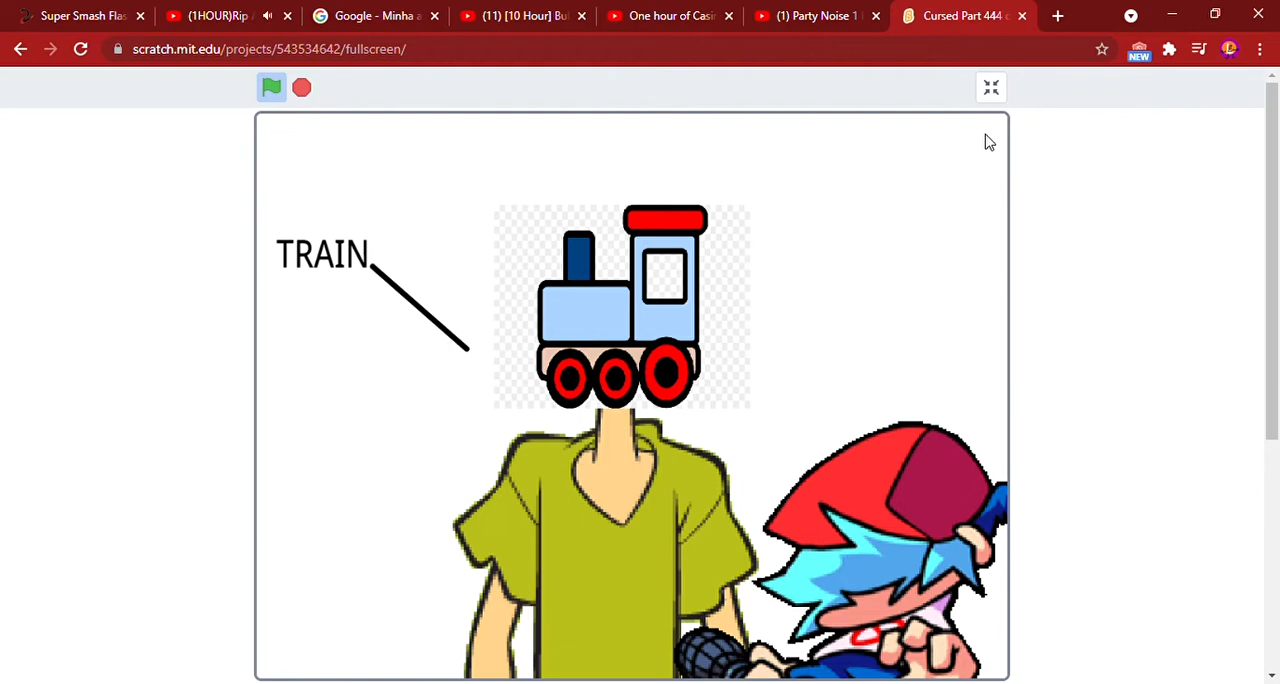 Super Smash Flas
(1HOUR)Rip A
Google - Minha a
(11) [10 Hour] Bu
One hour of Casi
(1) Party Noise 1
Cursed Part 444 c
scratch.mit.edu/projects/543534642/fullscreen/
NEW
TRAIN